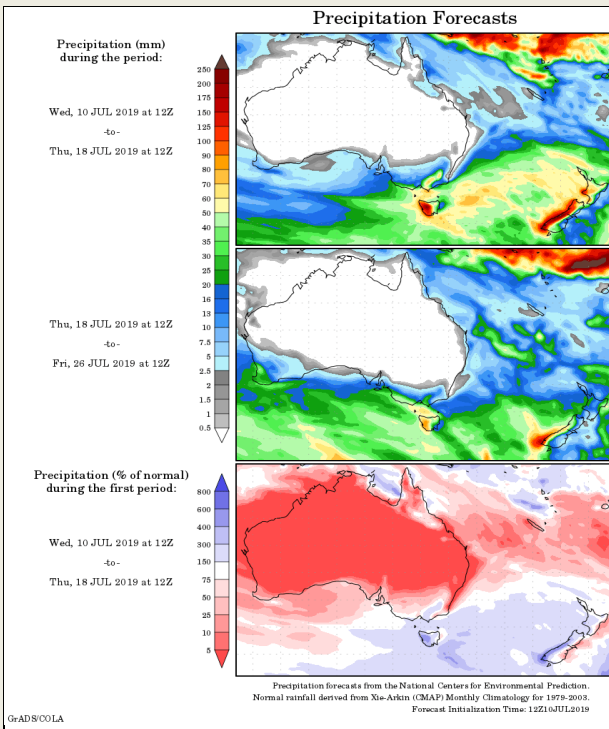 Precipitation Forecasts
Precipitation (mm)
during the period:
Wed, 10 JUL 2019 at 12Z
-to-
Thu, 18 JUL 2019 at 12Z
250
200
175
150
125
100
90
80
70
60
50
40
35
30
25
20
16
13
10
7.5
5
2.5
2
1.5
1
0.5
Thu, 18 JUL 2019 at 12Z
-to-
Fri, 26 JUL 2019 at 12Z
Precipitation (% of normal)
during the first period:
Wed, 10 JUL 2019 at 12Z
-to-
Thu, 18 JUL 2019 at 12Z
800
600
400
300
150
75
50
25
10
5
Precipitation forecasts from the National Centers for Environmental Prediction.
Normal rainfall derived from Xie-Arkin (CMAP) Monthly Climatology for 1979-2003.
Forecast Initialization Time: 12Z10JUL2019
GrADS/COLA